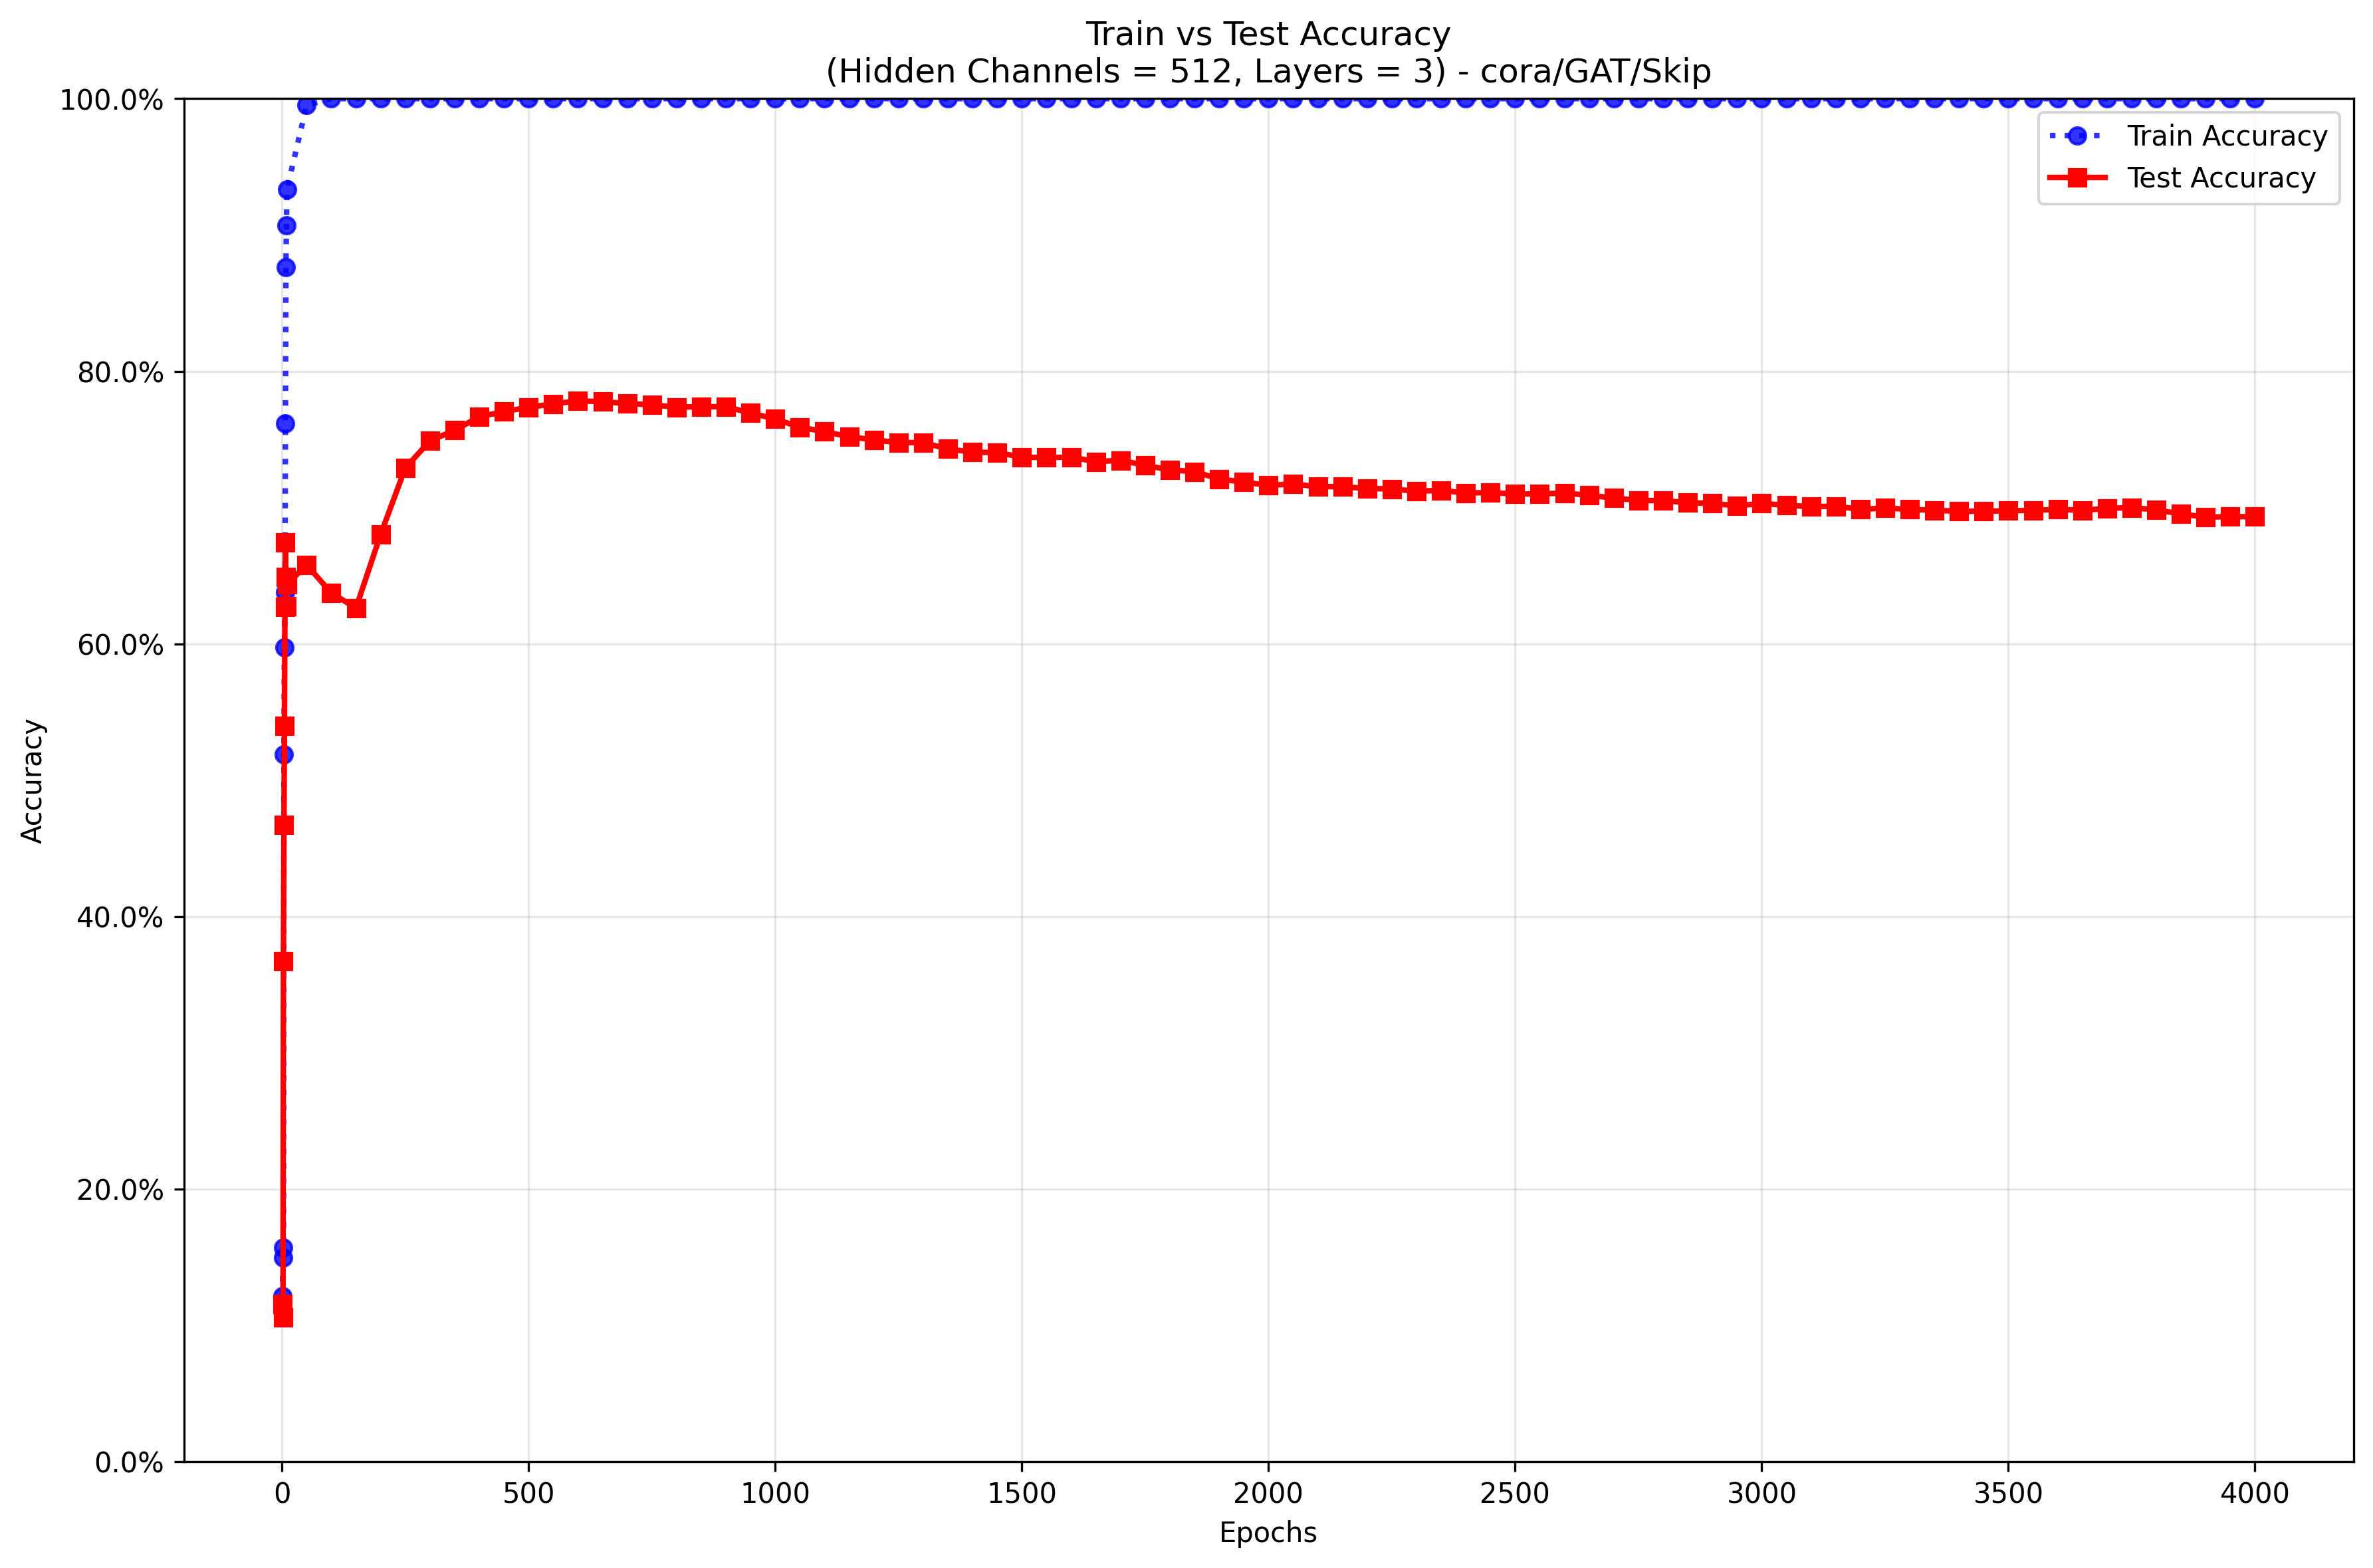 Train vs Test Accuracy
(Hidden Channels = 512, Layers = 3) - cora/GAT/Skip
100.0%
80.0%
60.0%
40.0%
20.0%
0.0%
Accuracy
Train Accuracy
Test Accuracy
0 500 1000 1500 2000 2500 3000 3500 4000
Epochs